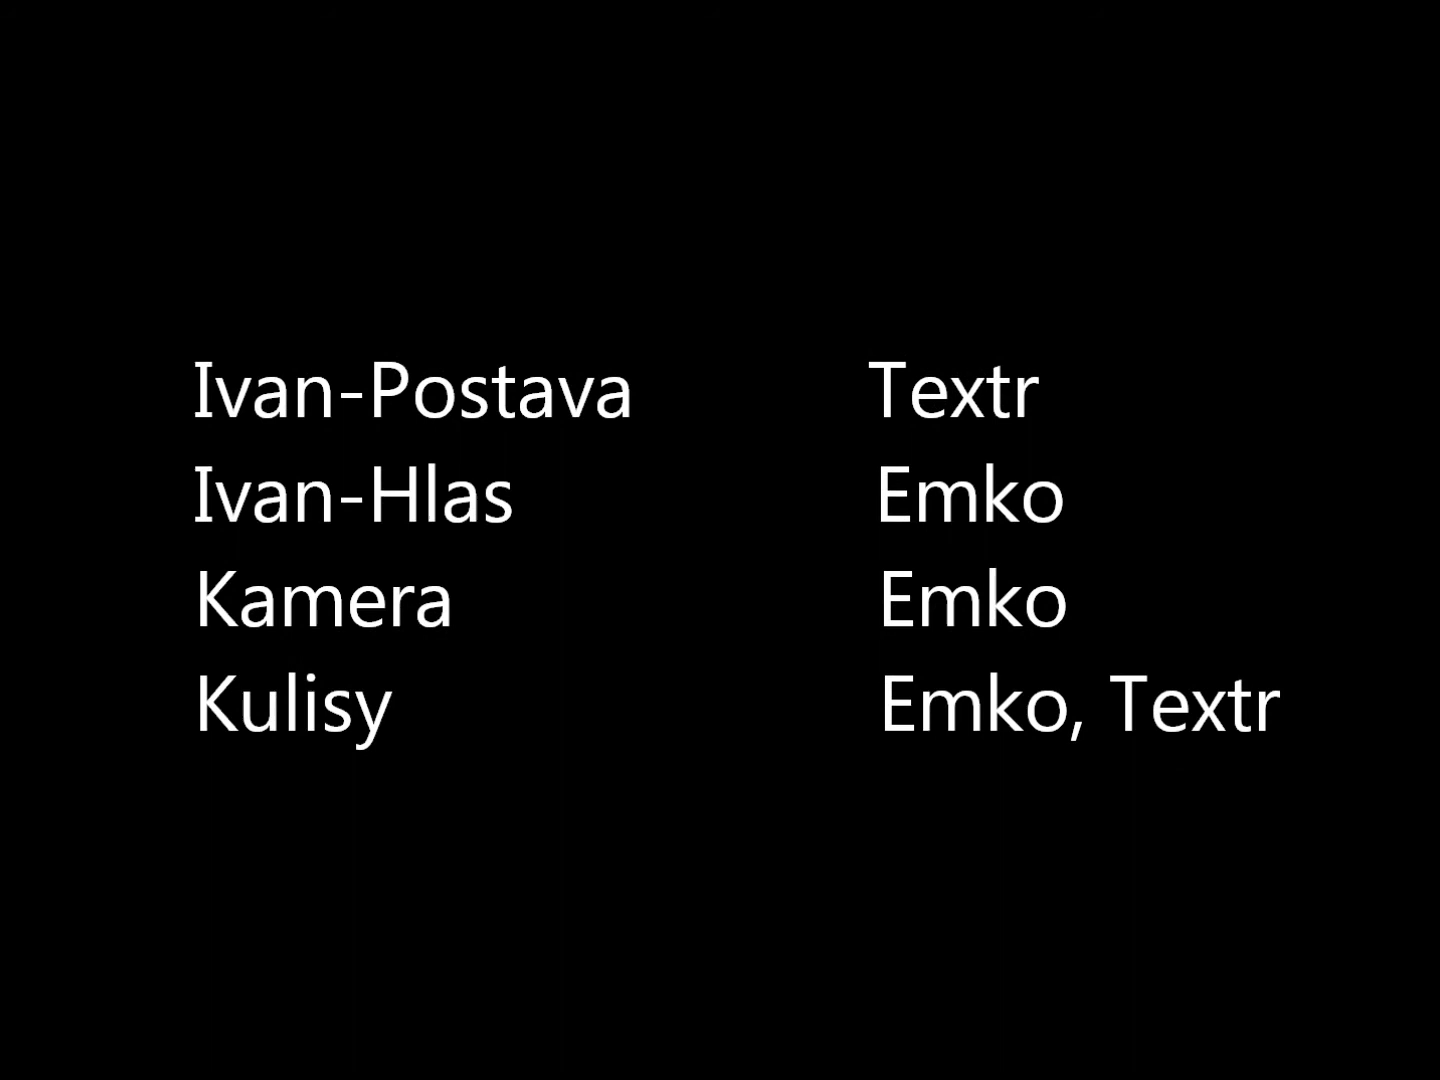 Ivan-Postava Textr
Ivan-Hlas Emko
Kamera Emko
Kulisy Emko, Textr